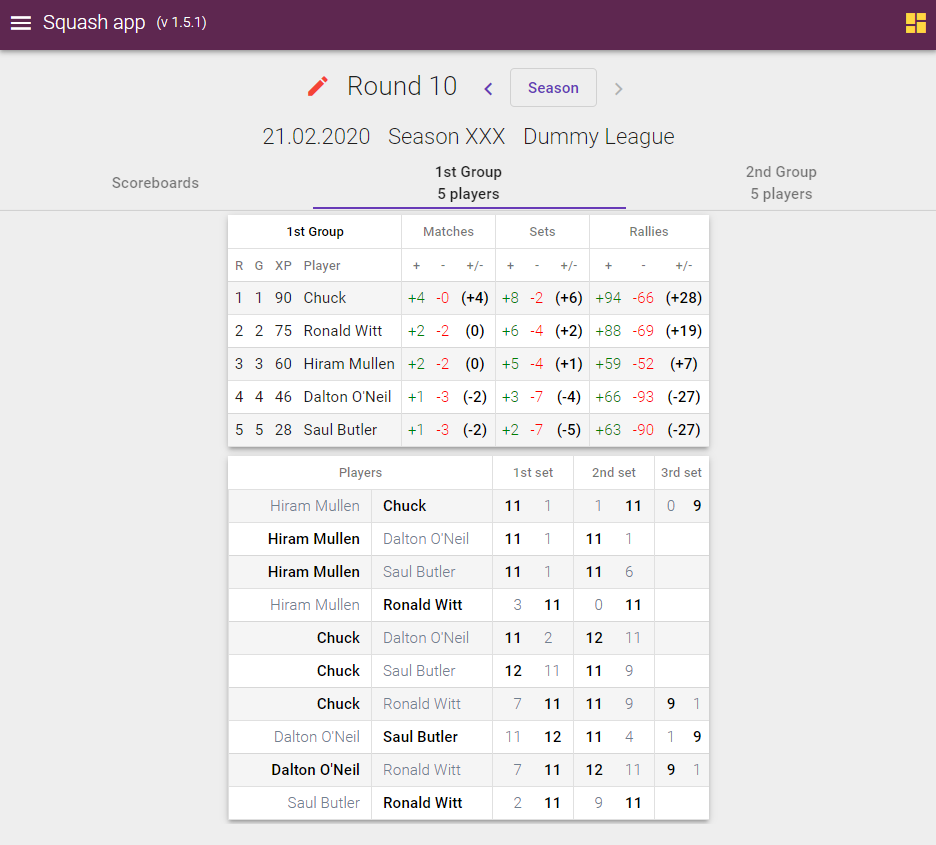 Squash app (v 1.5.1)
Round 10 Season
21.02.2020 Season XXX Dummy League
Scoreboards
1st Group
5 players
2nd Group
5 players
1st Group Matches Sets Rallies
R G XP Player + - +/- + - +/- + - +/-
1 1 90 Chuck +4 -0 (+4) +8 -2 (+6) +94 -66 (+28)
2 2 75 Ronald Witt +2 -2 (0) +6 -4 (+2) +88 -69 (+19)
3 3 60 Hiram Mullen +2 -2 (0) +5 -4 (+1) +59 -52 (+7)
4 4 46 Dalton O'Neil +1 -3 (-2) +3 -7 (-4) +66 -93 (-27)
5 5 28 Saul Butler +1 -3 (-2) +2 -7 (-5) +63 -90 (-27)
Players 1st set 2nd set 3rd set
Hiram Mullen Chuck 11 1 1 11 0 9
Hiram Mullen Dalton O'Neil 11 1 11 1
Hiram Mullen Saul Butler 11 1 11 6
Hiram Mullen Ronald Witt 3 11 0 11
Chuck Dalton O'Neil 11 2 12 11
Chuck Saul Butler 12 11 11 9
Chuck Ronald Witt 7 11 11 9 9 1
Dalton O'Neil Saul Butler 11 12 11 4 1 9
Dalton O'Neil Ronald Witt 7 11 12 11 9 1
Saul Butler Ronald Witt 2 11 9 11